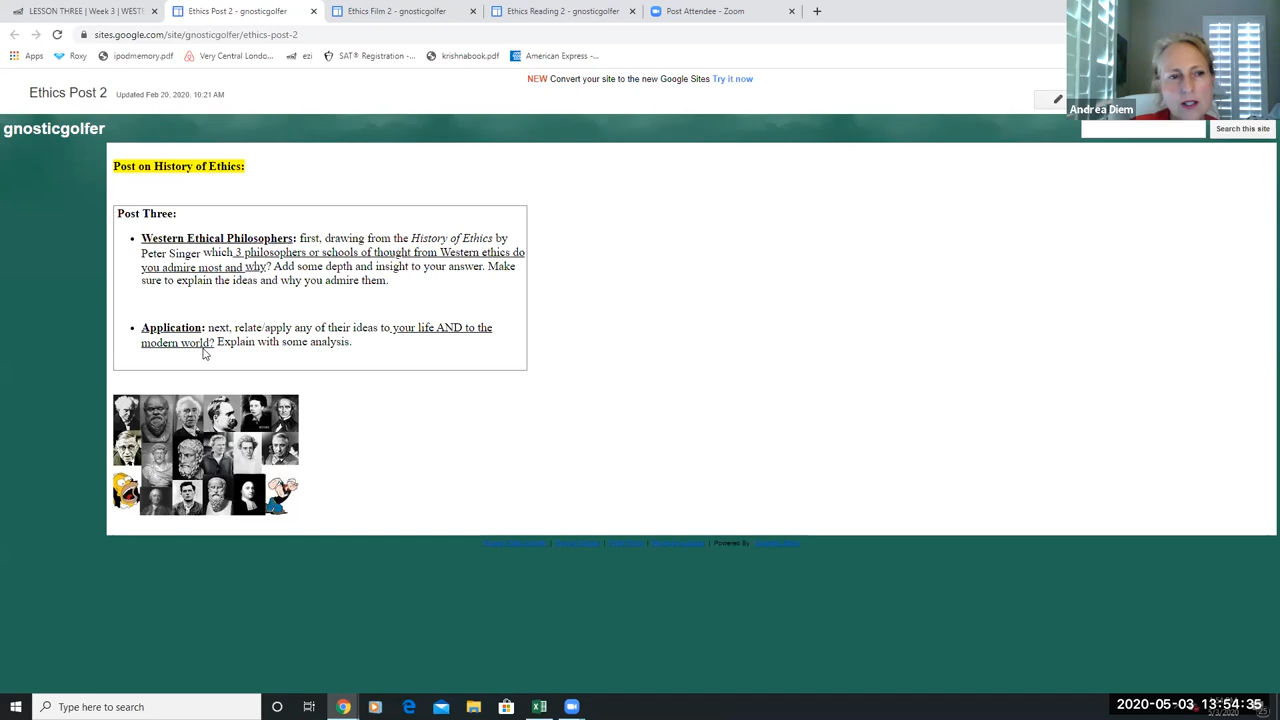 LESSON THREE | Week 3 | WEST!
Ethics Post 2 - gnosticgolfer
Ethics Film 2 - gnosticgolfer
Ethics Reading 2 - gnosticgolfer
Post Attendee - Zoom
sites.google.com/site/gnosticgolfer/ethics-post-2
Apps
Roxy
ipodmemory.pdf
Very Central London...
ezi
SAT® Registration -...
krishnabook.pdf
American Express -...
NEW Convert your site to the new Google Sites Try it now
Ethics Post 2 Updated Feb 20, 2020, 10:21 AM
Andrea Diem
gnosticgolfer
Search this site
Post on History of Ethics:
Post Three:
• Western Ethical Philosophers: first, drawing from the History of Ethics by
Peter Singer which 3 philosophers or schools of thought from Western ethics do
you admire most and why? Add some depth and insight to your answer. Make
sure to explain the ideas and why you admire them.
• Application: next, relate/apply any of their ideas to your life AND to the
modern world? Explain with some analysis.
| Powered By
Type here to search
2020-05-03 13:54:35